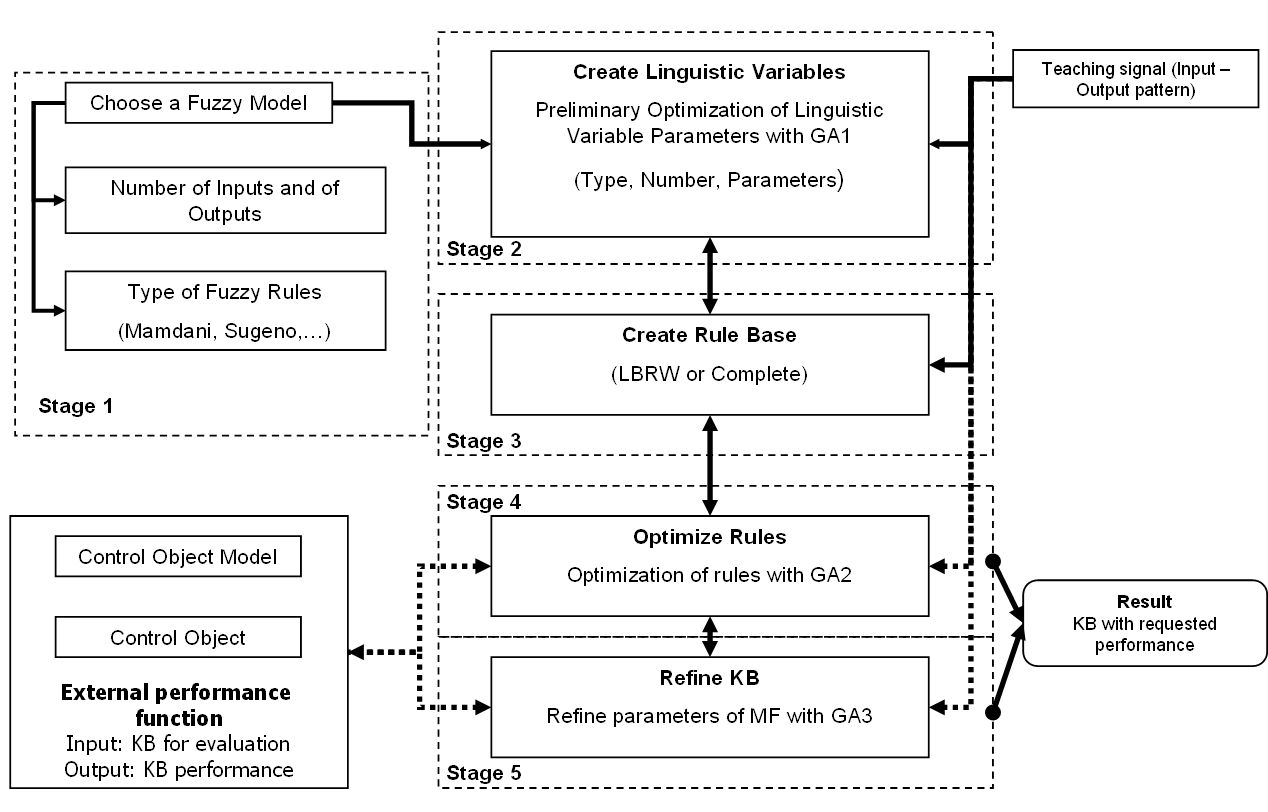 Choose a Fuzzy Model
Number of Inputs and of
Outputs
Type of Fuzzy Rules
(Mamdani, Sugeno,...)
Stage 1
Create Linguistic Variables
Preliminary Optimization of Linguistic
Variable Parameters with GA1
(Type, Number, Parameters)
Stage 2
Teaching signal (Input –
Output pattern)
Create Rule Base
(LBRW or Complete)
Stage 3
Stage 4
Optimize Rules
Optimization of rules with GA2
Refine KB
Refine parameters of MF with GA3
Stage 5
Control Object Model
Control Object
External performance
function
Input: KB for evaluation
Output: KB performance
Result
KB with requested
performance